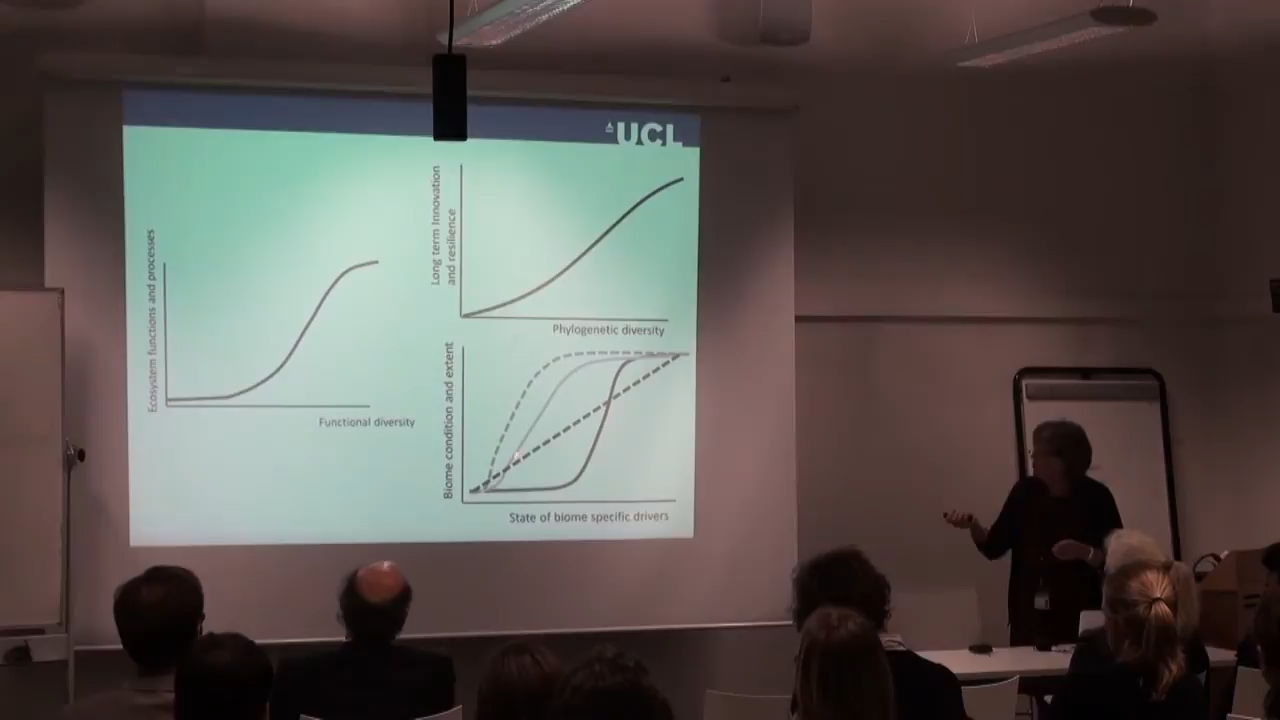 UCL
Ecosystem functions and processes
Functional diversity
Long term Innovation
and resilience
Phylogenetic diversity
Biome condition and extent
State of biome specific drivers